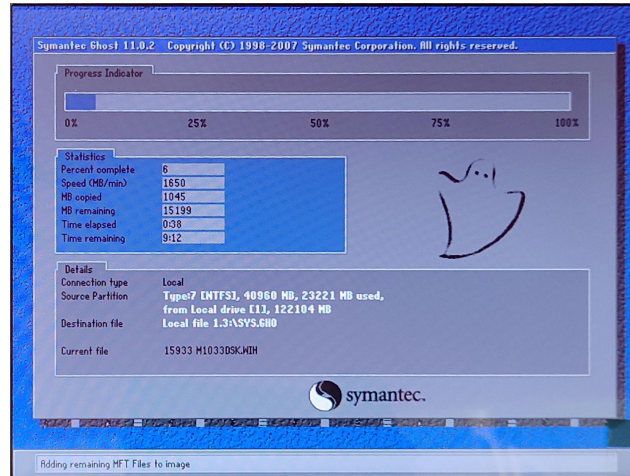 Symantec Ghost 11.0.2 Copyright (C) 1998-2007 Symantec Corporation. All rights reserved.
Progress Indicator
0% 25% 50% 75% 100%
Statistics
Percent complete 6
Speed (MB/min) 1650
MB copied 1045
MB remaining 15199
Time elapsed 0:38
Time remaining 9:12
Details
Connection type Local
Source Partition Type:7 [NTFS], 40960 MB, 23221 MB used,
from Local drive [1], 122104 MB
Destination file Local file 1.3:\SYS.GHO
Current file 15933 M1033DSK.WIH
symantec.
Adding remaining MFT Files to image